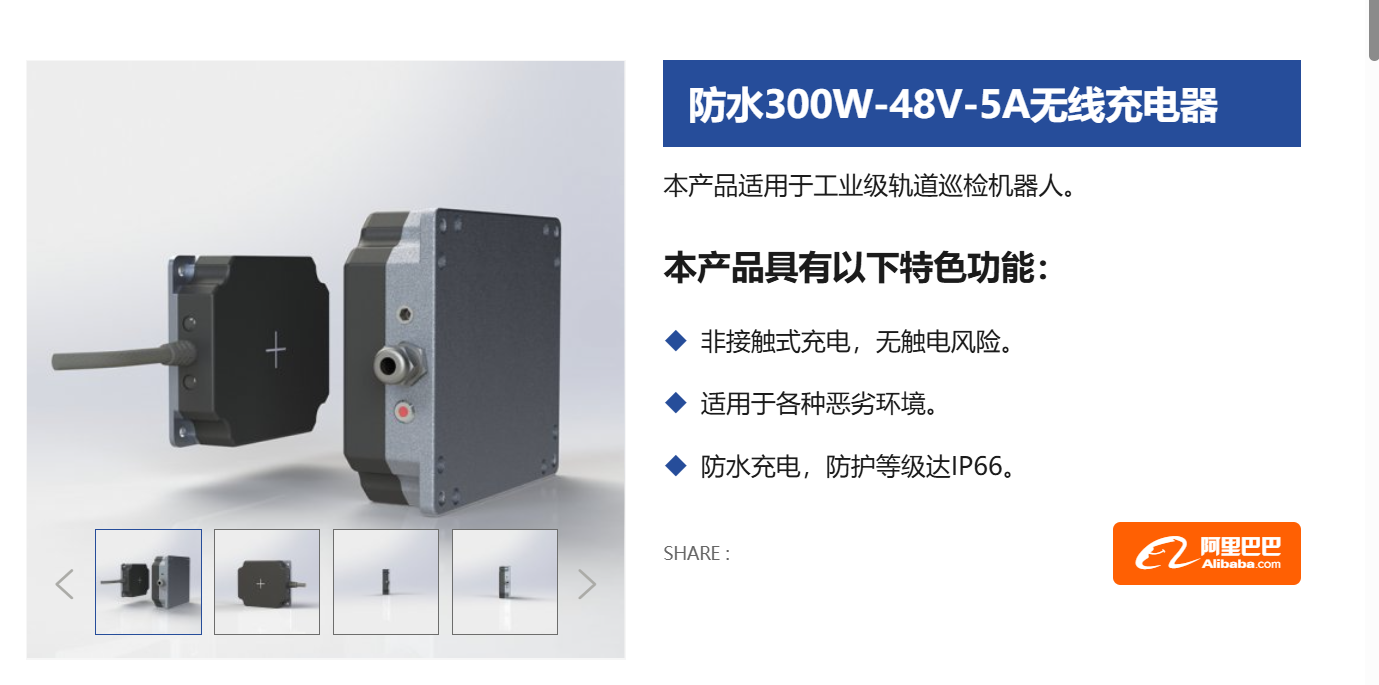 防水300W-48V-5A无线充电器
本产品适用于工业级轨道巡检机器人。
本产品具有以下特色功能：
非接触式充电，无触电风险。
适用于各种恶劣环境。
防水充电，防护等级达IP66。
SHARE :
阿里巴巴
Alibaba.com